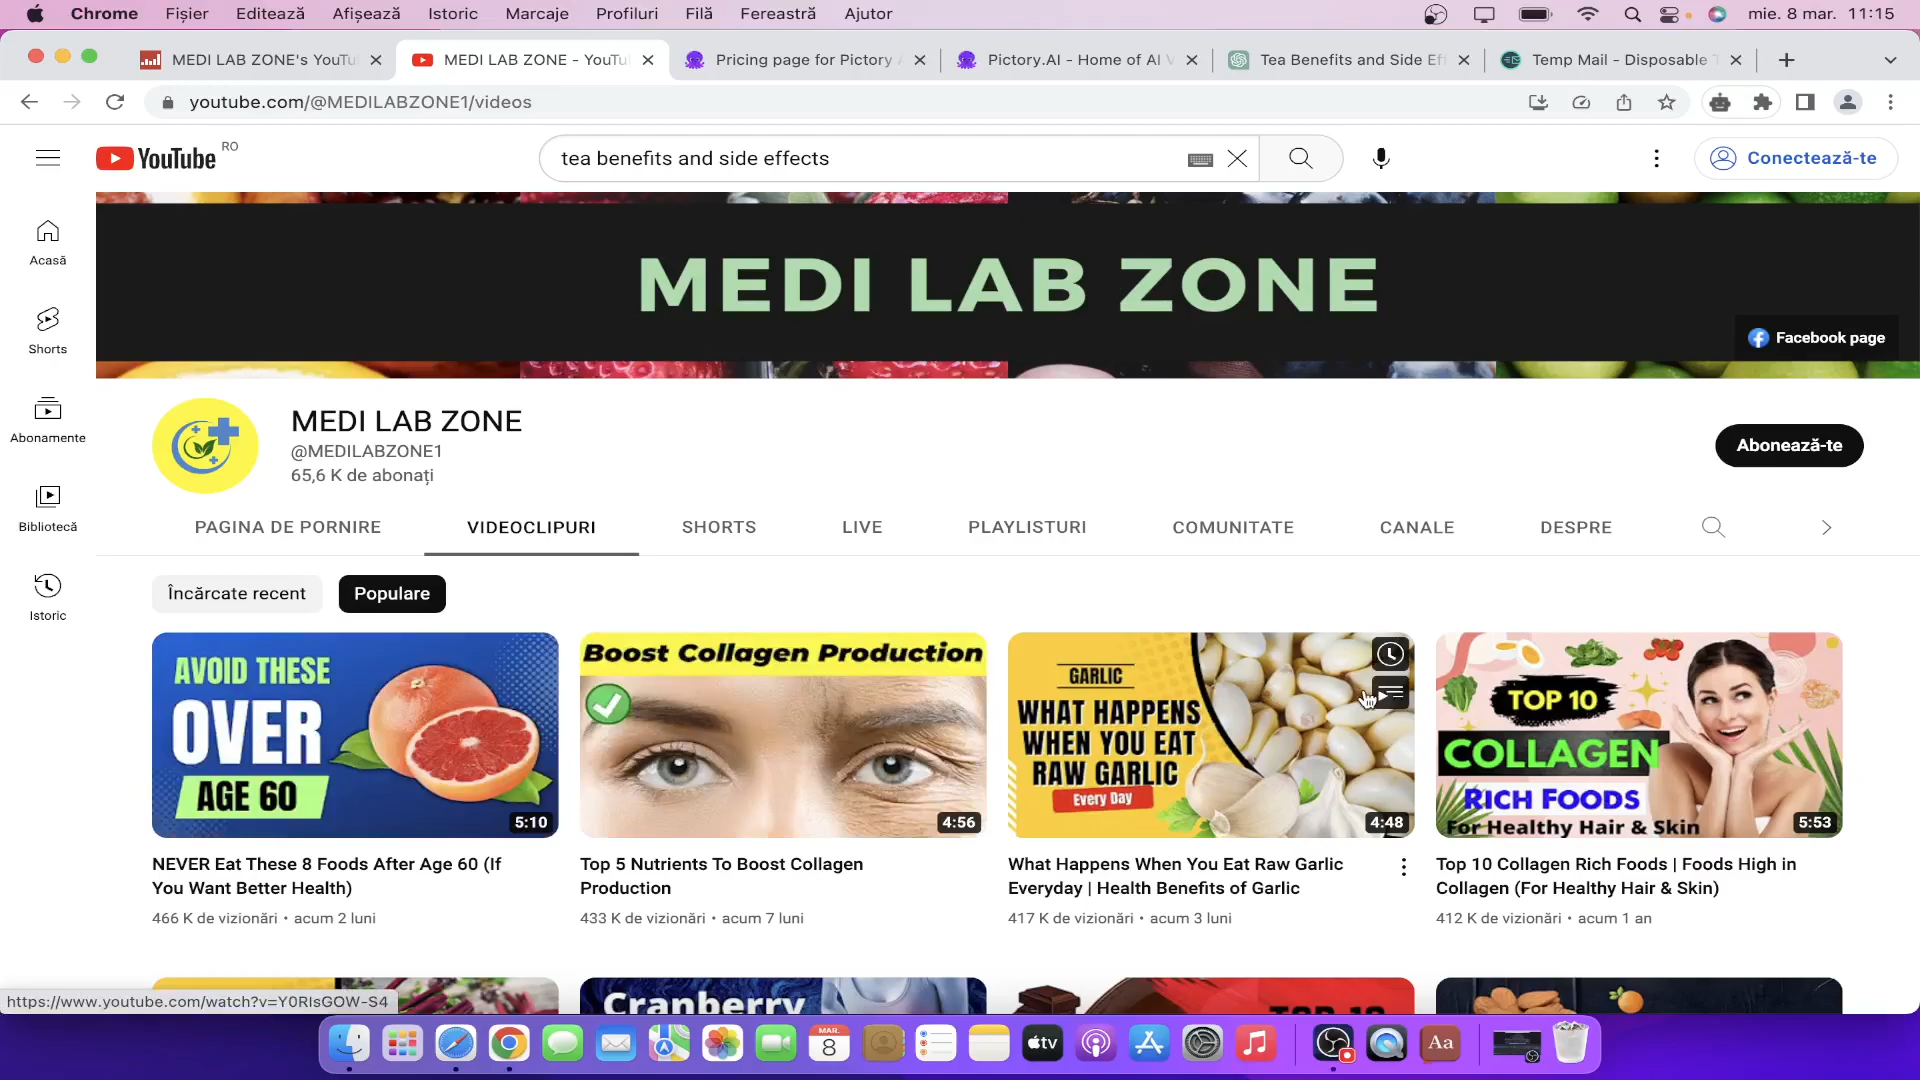 Chrome Fișier Editează Afișează Istoric Marcaje Profiluri Filă Fereastră Ajutor mie. 8 mar. 11:15
MEDI LAB ZONE's YouTu MEDI LAB ZONE - YouTu Pricing page for Pictory A Pictory.AI - Home of AI V Tea Benefits and Side Ef Temp Mail - Disposable T
youtube.com/@MEDILABZONE1/videos
YouTube RO
tea benefits and side effects
Conectează-te
Acasă
Shorts
Abonamente
Bibliotecă
Istoric
MEDI LAB ZONE
Facebook page
MEDI LAB ZONE
@MEDILABZONE1
65,6 K de abonați
Abonează-te
PAGINA DE PORNIRE VIDEOCLIPURI SHORTS LIVE PLAYLISTURI COMUNITATE CANALE DESPRE
Încărcate recent Populare
AVOID THESE
OVER
AGE 60
5:10
NEVER Eat These 8 Foods After Age 60 (If
You Want Better Health)
466 K de vizionări • acum 2 luni
Boost Collagen Production
4:56
Top 5 Nutrients To Boost Collagen
Production
433 K de vizionări • acum 7 luni
GARLIC
WHAT HAPPENS
WHEN YOU EAT
RAW GARLIC
Every Day
4:48
What Happens When You Eat Raw Garlic
Everyday | Health Benefits of Garlic
417 K de vizionări • acum 3 luni
TOP 10
COLLAGEN
RICH FOODS
For Healthy Hair & Skin
5:53
Top 10 Collagen Rich Foods | Foods High in
Collagen (For Healthy Hair & Skin)
412 K de vizionări • acum 1 an
Cranberry
TOP 10
https://www.youtube.com/watch?v=Y0RIsGOW-S4
MAR.
8
tv
Aa